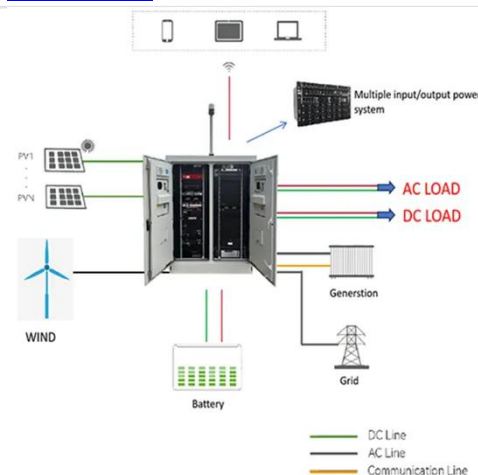 Multiple input/output power
system
PV1
PVN
AC LOAD
DC LOAD
Generstion
WIND
Grid
Battery
DC Line
AC Line
Communication Line